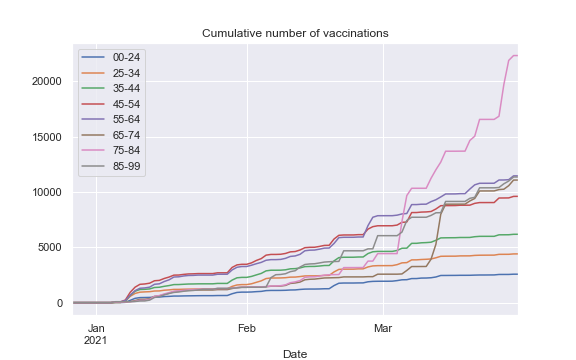 Cumulative number of vaccinations
00-24
25-34
35-44
45-54
55-64
65-74
75-84
85-99
20000
15000
10000
5000
0
Jan
2021
Feb
Mar
Date